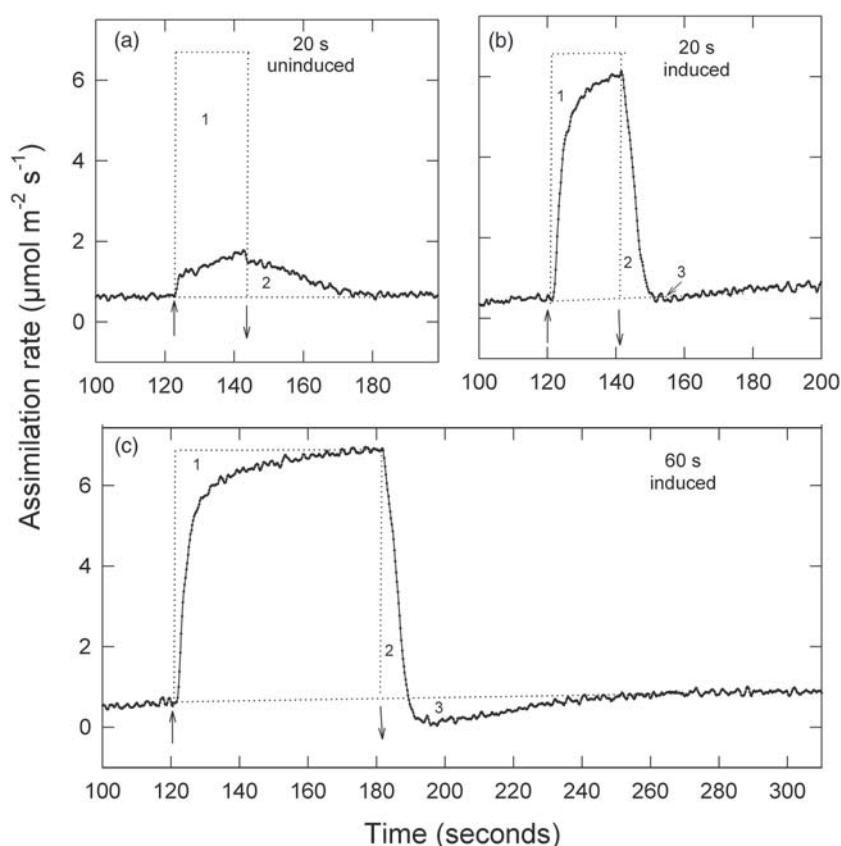 (a)
20 s
uninduced
6
4
2
0
1
2
100 120 140 160 180
(b)
20 s
induced
1
2
3
100 120 140 160 180 200
Assimilation rate (µmol m⁻² s⁻¹)
(c)
60 s
induced
6
4
2
0
1
2
3
100 120 140 160 180 200 220 240 260 280 300
Time (seconds)